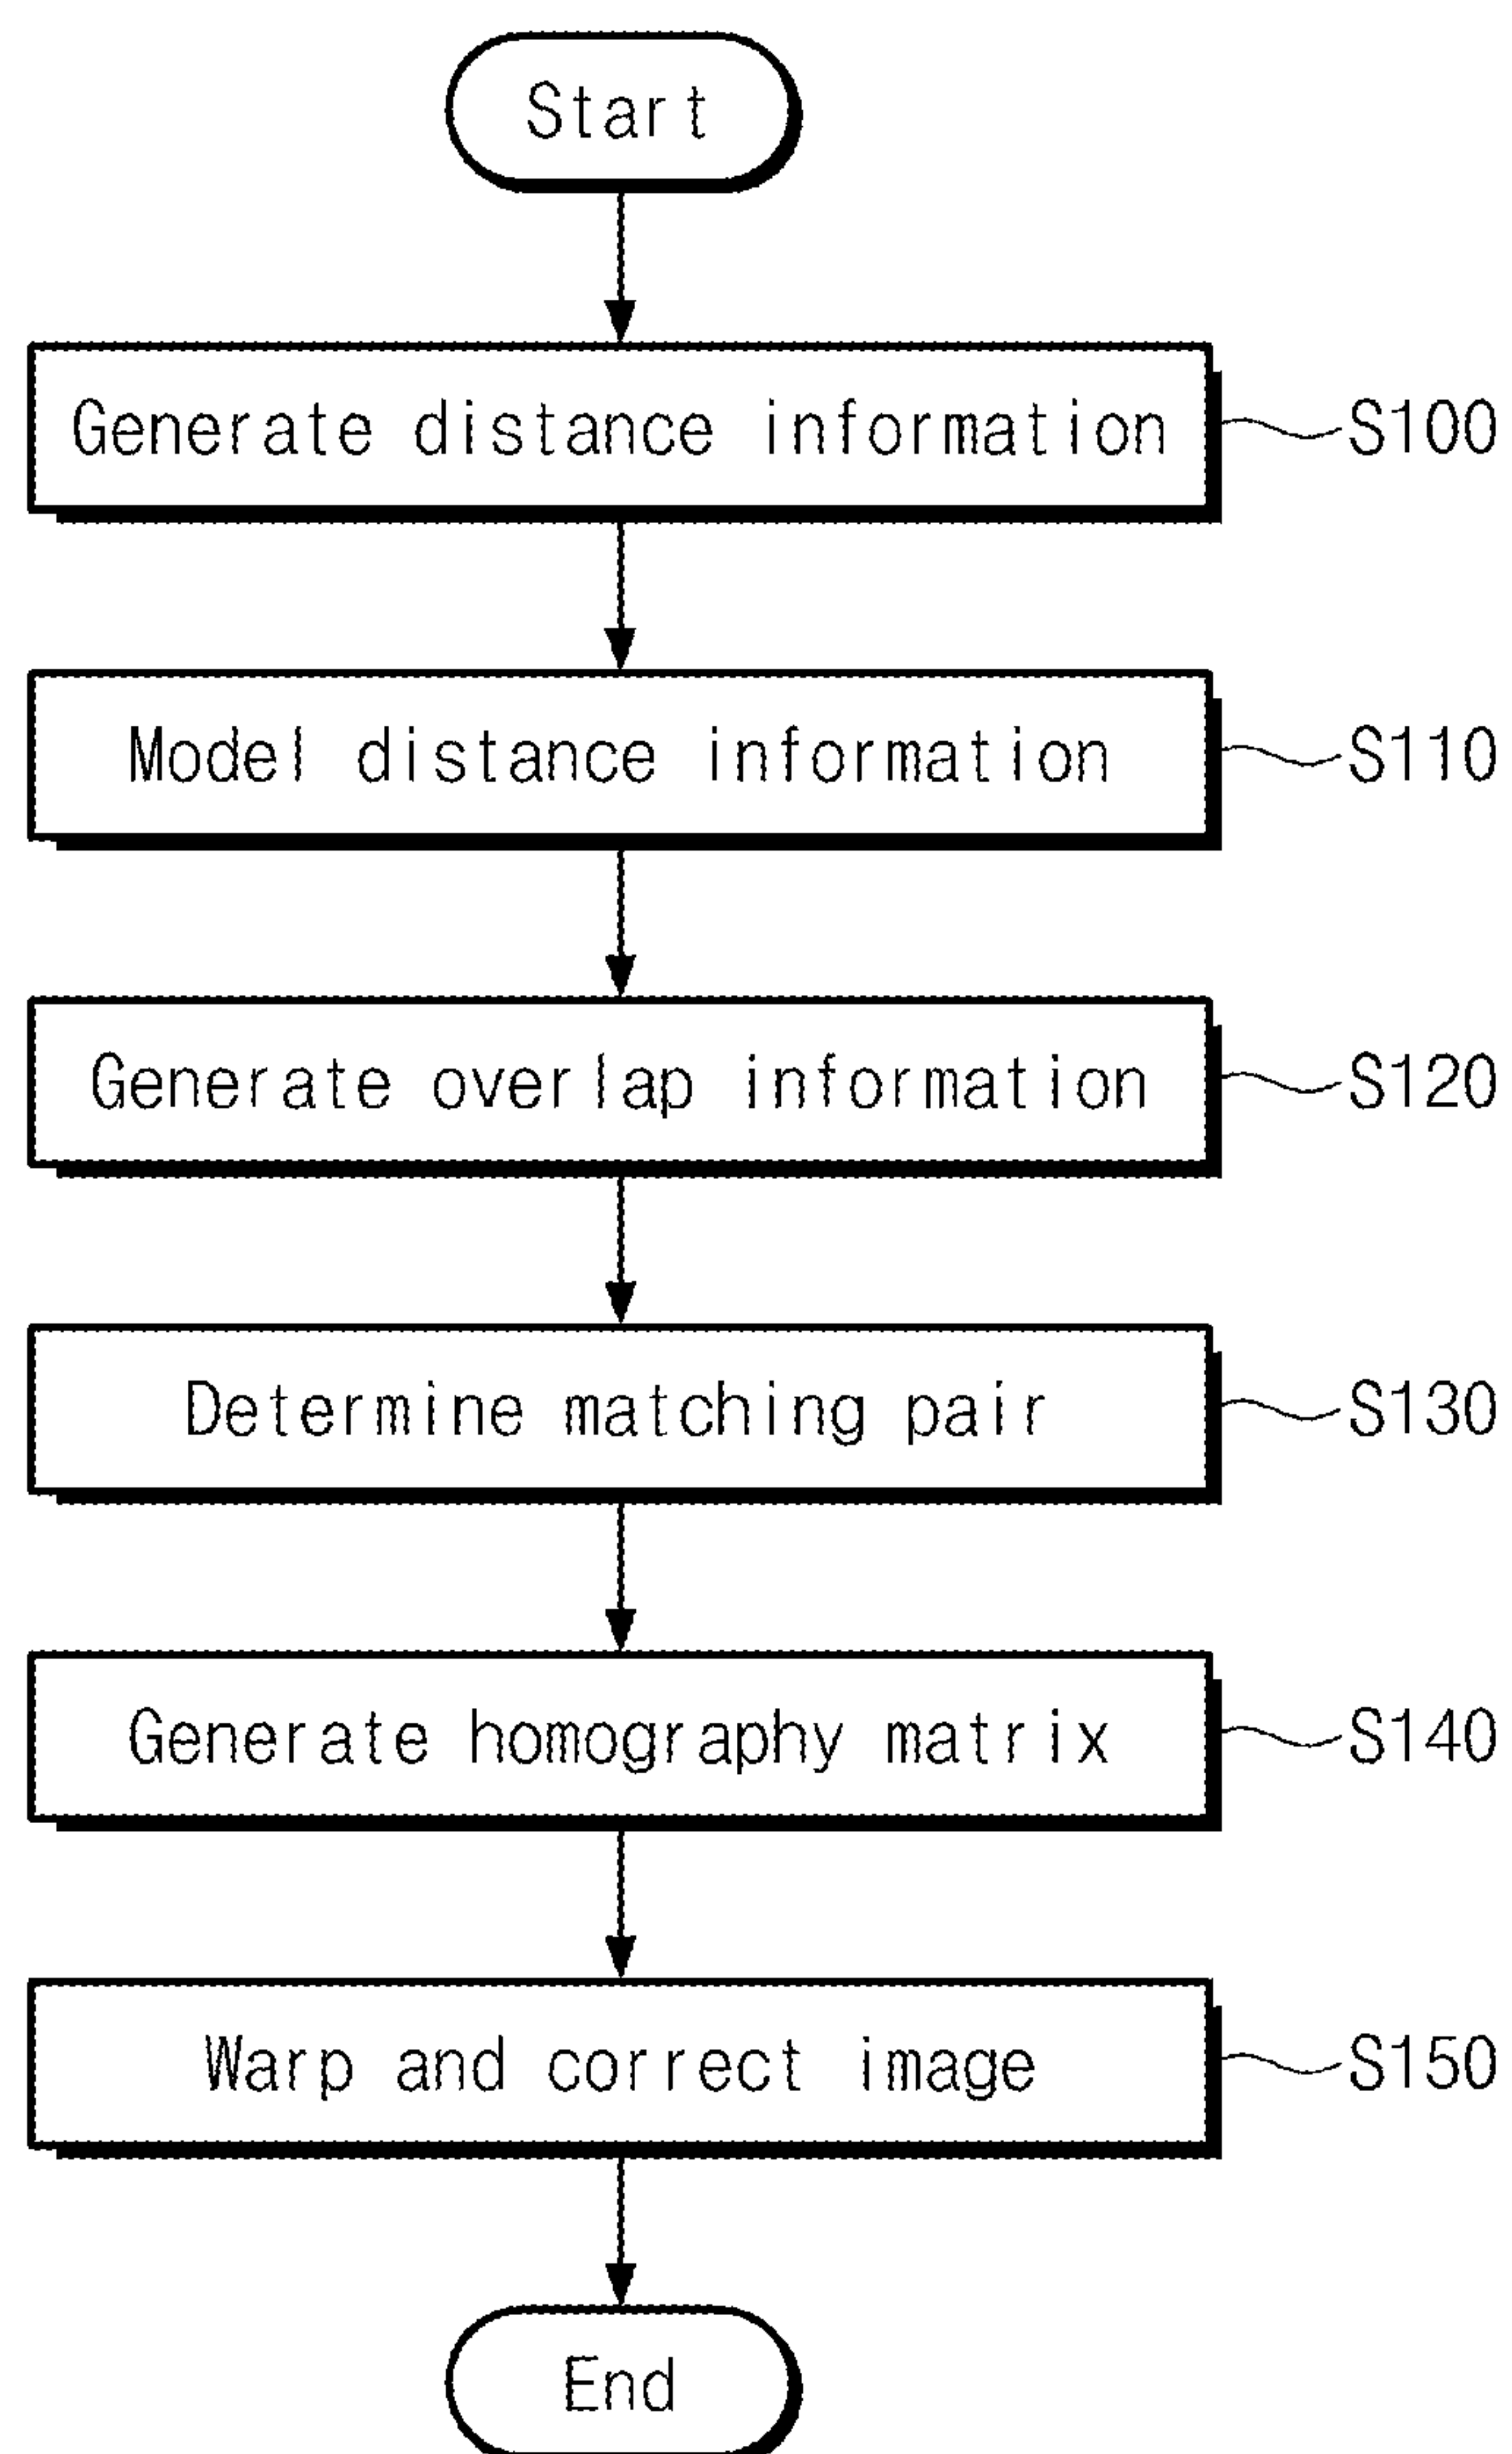 Start
Generate distance information S100
Model distance information S110
Generate overlap information S120
Determine matching pair S130
Generate homography matrix S140
Warp and correct image S150
End